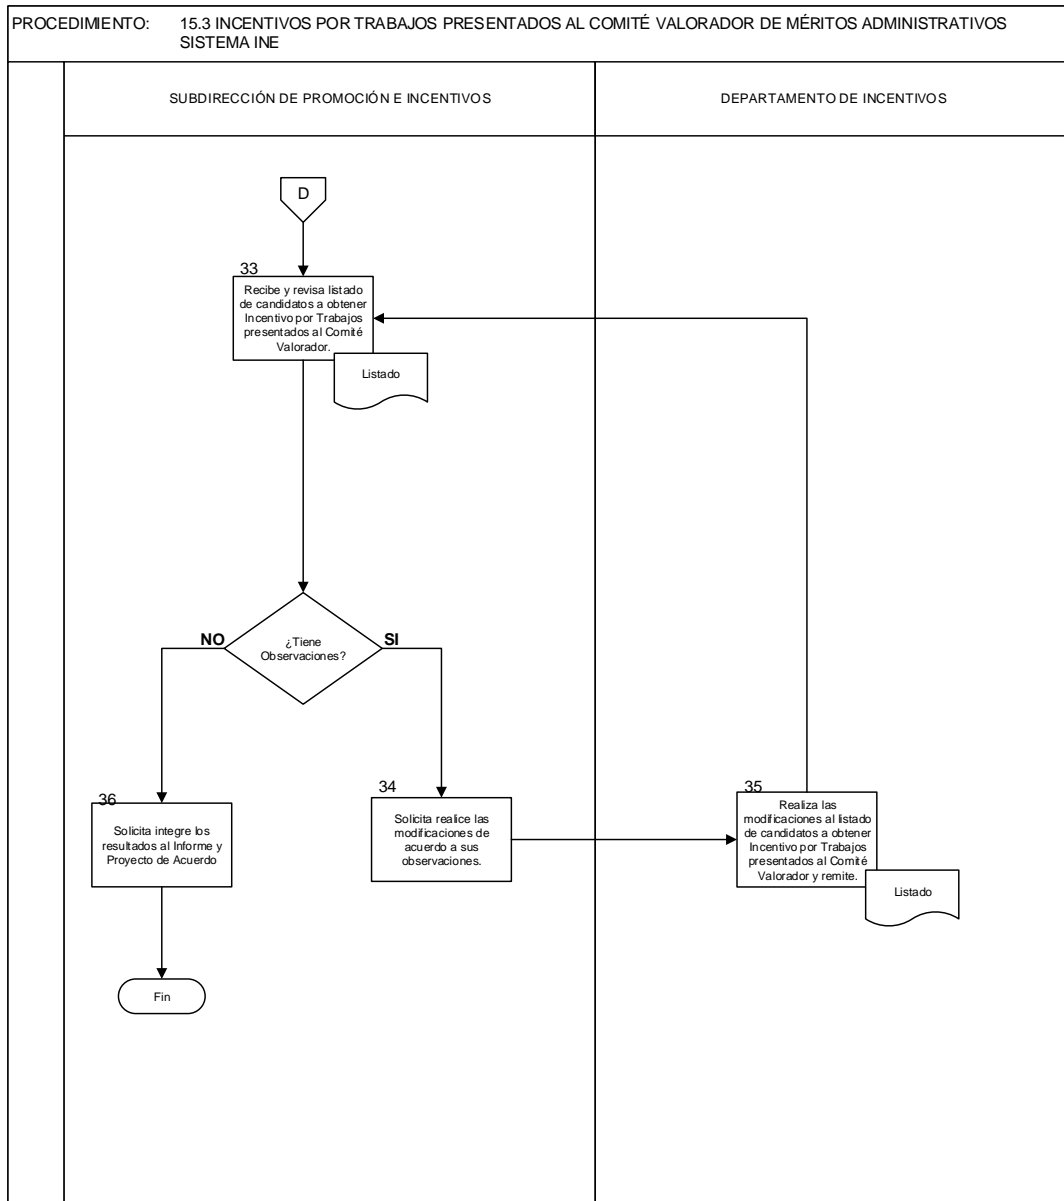 PROCEDIMIENTO: 15.3 INCENTIVOS POR TRABAJOS PRESENTADOS AL COMITÉ VALORADOR DE MÉRITOS ADMINISTRATIVOS
SISTEMA INE
SUBDIRECCIÓN DE PROMOCIÓN E INCENTIVOS
DEPARTAMENTO DE INCENTIVOS
D
33
Recibe y revisa listado
de candidatos a obtener
Incentivo por Trabajos
presentados al Comité
Valorador.
Listado
¿Tiene
Observaciones?
NO
SI
36
Solicita integre los
resultados al Informe y
Proyecto de Acuerdo
34
Solicita realice las
modificaciones de
acuerdo a sus
observaciones.
35
Realiza las
modificaciones al listado
de candidatos a obtener
Incentivo por Trabajos
presentados al Comité
Valorador y remite.
Listado
Fin